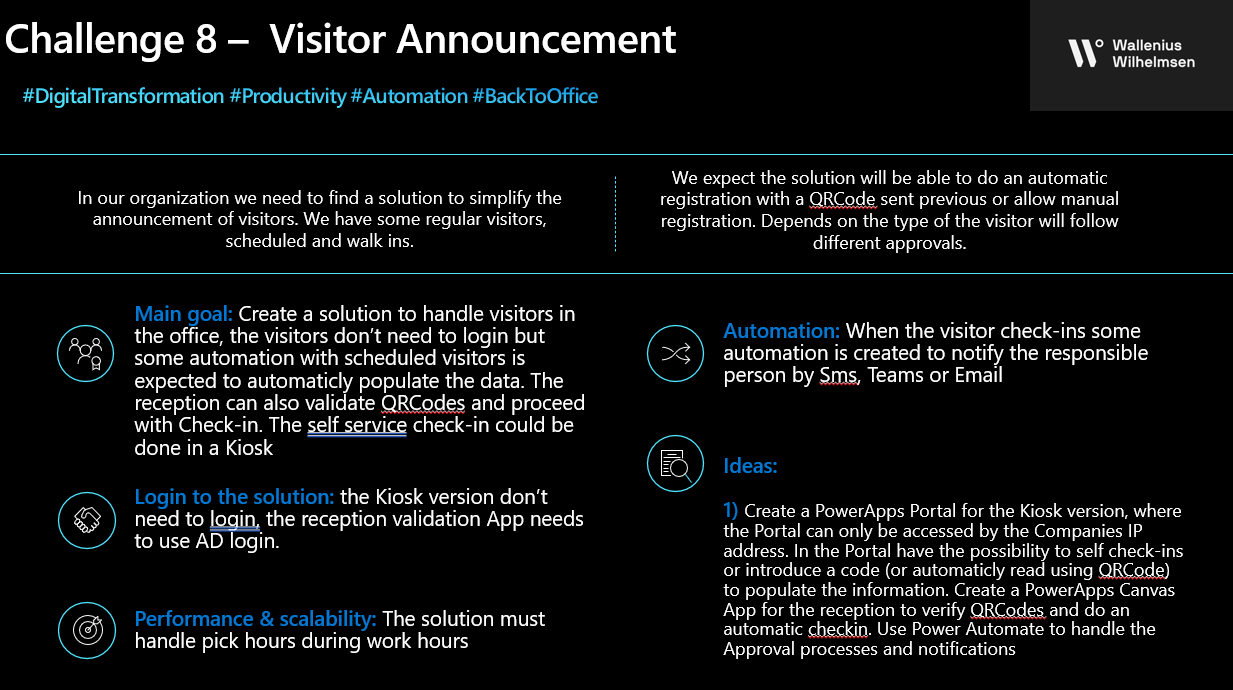 Challenge 8 –  Visitor Announcement
Wallenius
Wilhelmsen
#DigitalTransformation #Productivity #Automation #BackToOffice
In our organization we need to find a solution to simplify the
announcement of visitors. We have some regular visitors,
scheduled and walk ins.
We expect the solution will be able to do an automatic
registration with a QRCode sent previous or allow manual
registration. Depends on the type of the visitor will follow
different approvals.
Main goal: Create a solution to handle visitors in
the office, the visitors don’t need to login but
some automation with scheduled visitors is
expected to automaticly populate the data. The
reception can also validate QRCodes and proceed
with Check-in. The self service check-in could be
done in a Kiosk
Login to the solution: the Kiosk version don’t
need to login, the reception validation App needs
to use AD login.
Performance & scalability: The solution must
handle pick hours during work hours
Automation: When the visitor check-ins some
automation is created to notify the responsible
person by Sms, Teams or Email
Ideas:
1) Create a PowerApps Portal for the Kiosk version, where
the Portal can only be accessed by the Companies IP
address. In the Portal have the possibility to self check-ins
or introduce a code (or automaticly read using QRCode)
to populate the information. Create a PowerApps Canvas
App for the reception to verify QRCodes and do an
automatic checkin. Use Power Automate to handle the
Approval processes and notifications